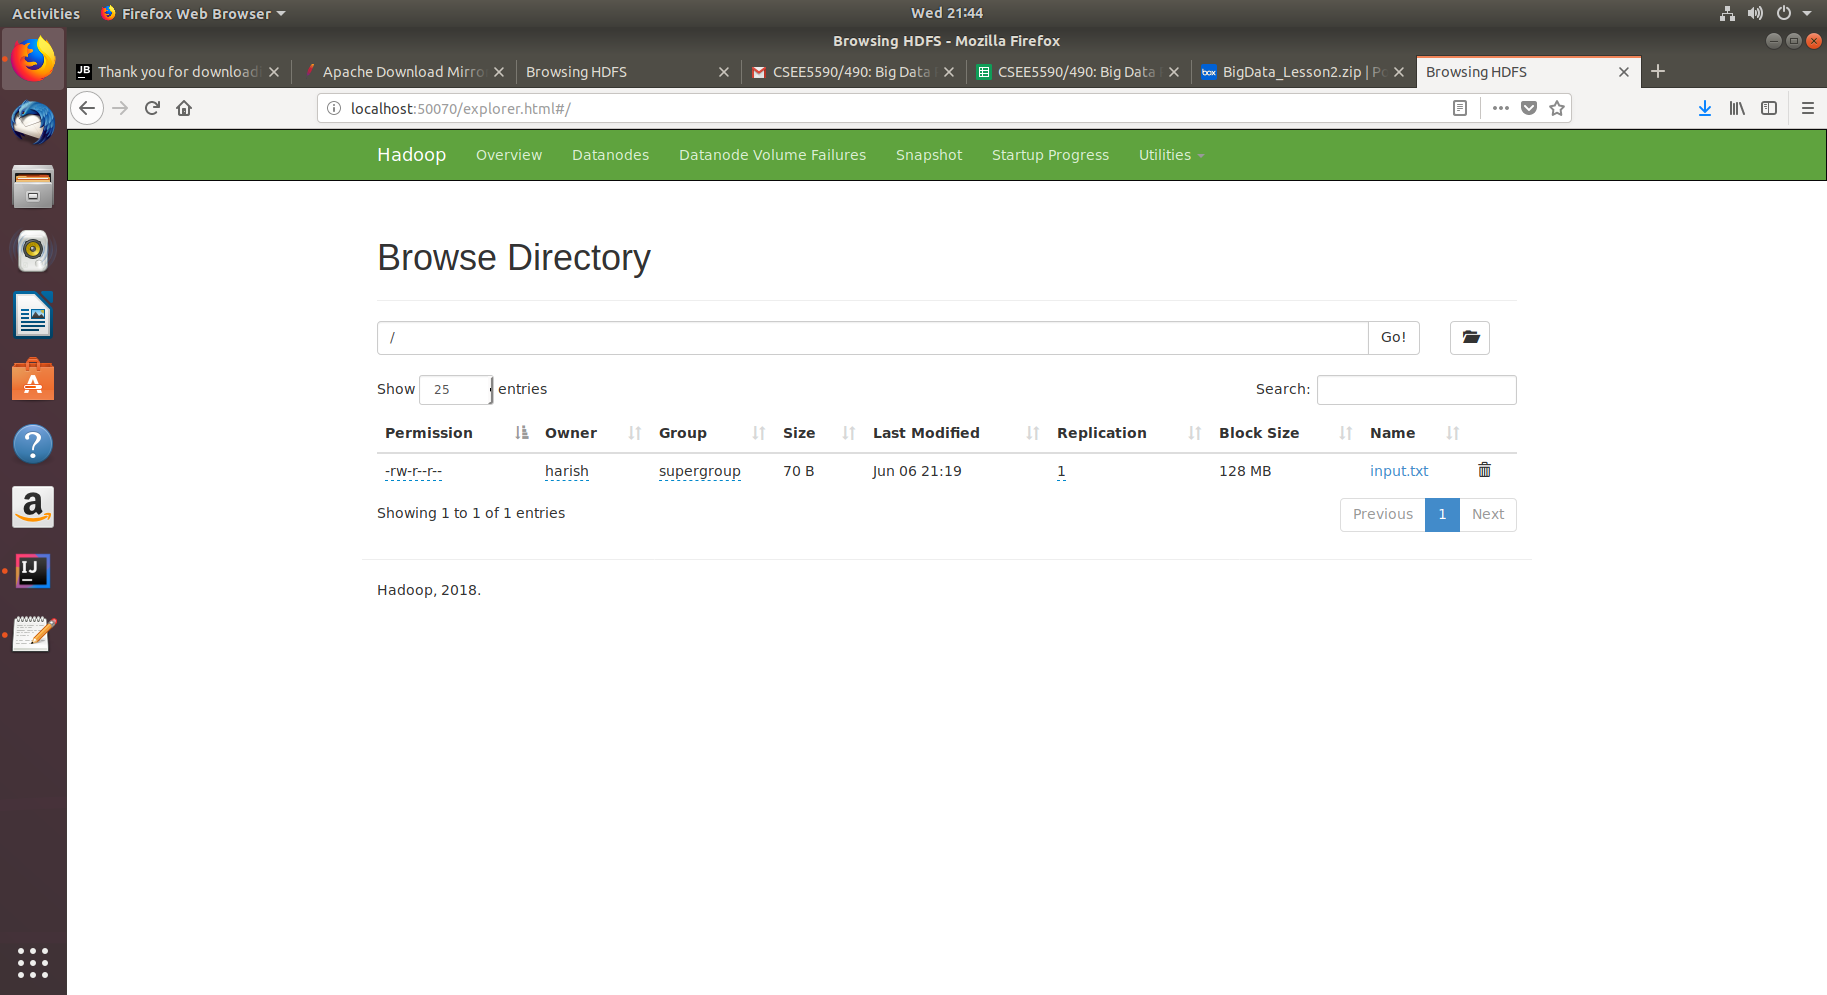 Activities Firefox Web Browser Wed 21:44
Browsing HDFS - Mozilla Firefox
JB Thank you for download Apache Download Mirro Browsing HDFS CSEE5590/490: Big Data CSEE5590/490: Big Data box BigData_Lesson2.zip | P Browsing HDFS
localhost:50070/explorer.html#/
Hadoop Overview Datanodes Datanode Volume Failures Snapshot Startup Progress Utilities
Browse Directory
/ Go!
Show 25 entries Search:
Permission Owner Group Size Last Modified Replication Block Size Name
-rw-r--r-- harish supergroup 70 B Jun 06 21:19 1 128 MB input.txt
Showing 1 to 1 of 1 entries Previous 1 Next
Hadoop, 2018.
a
IJ